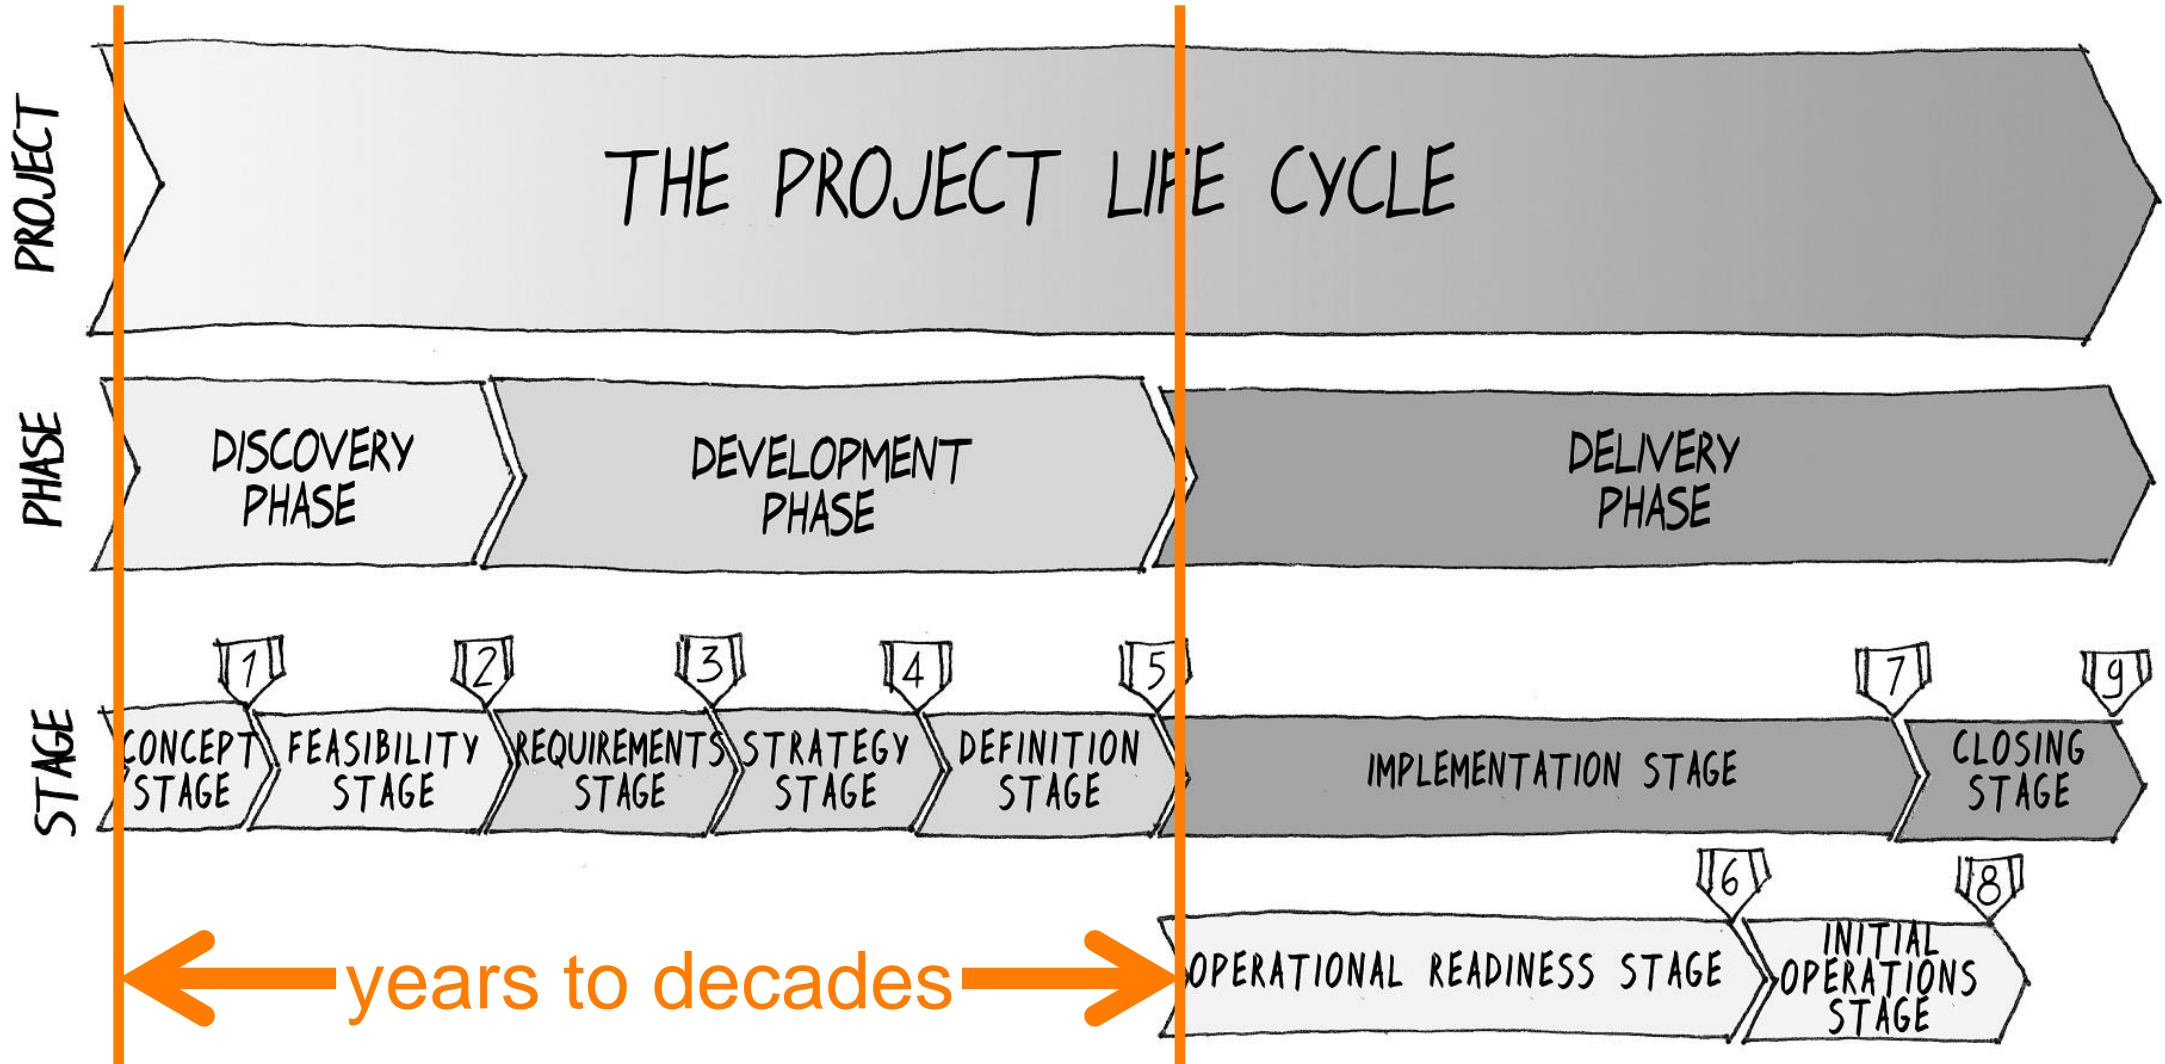 PROJECT
THE PROJECT LIFE CYCLE
PHASE
DISCOVERY
PHASE
DEVELOPMENT
PHASE
DELIVERY
PHASE
1
2
3
4
5
7
9
STAGE
CONCEPT
STAGE
FEASIBILITY
STAGE
REQUIREMENTS
STAGE
STRATEGY
STAGE
DEFINITION
STAGE
IMPLEMENTATION STAGE
CLOSING
STAGE
6
8
years to decades
OPERATIONAL READINESS STAGE
INITIAL
OPERATIONS
STAGE